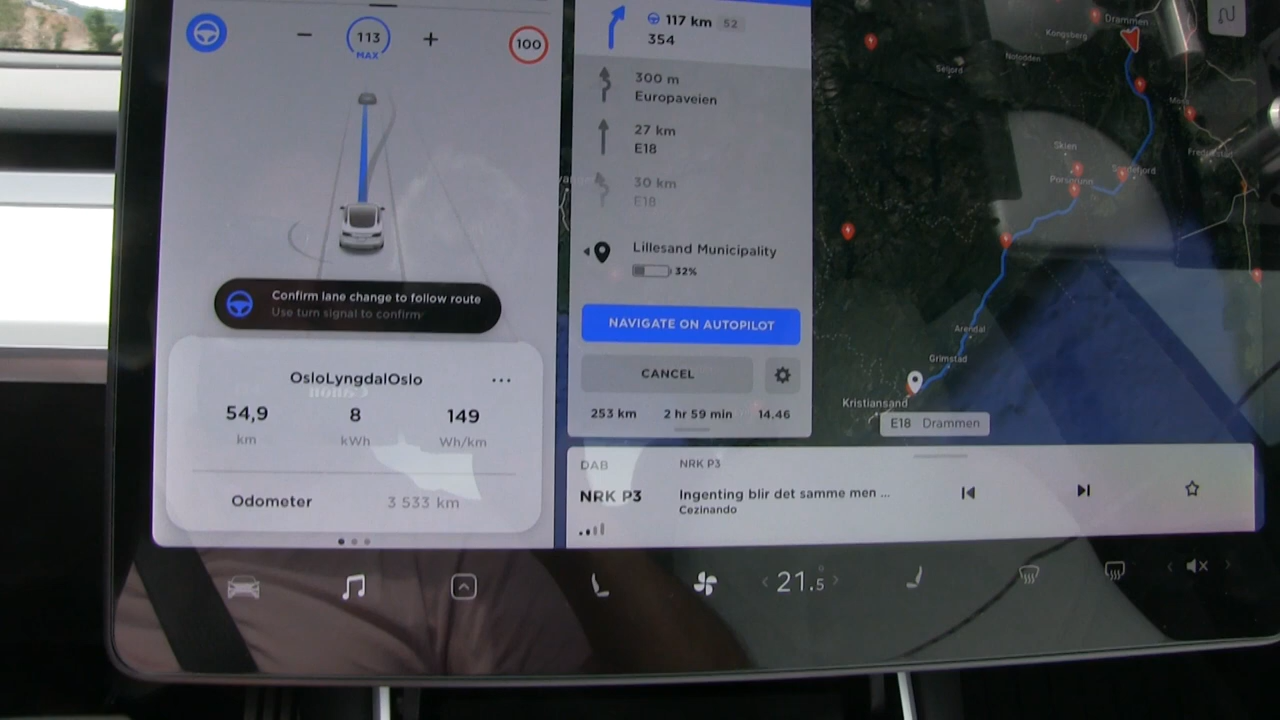 113
MAX
100
Confirm lane change to follow route
Use turn signal to confirm
OsloLyngdalOslo
54,9
km
8
kWh
149
Wh/km
Odometer
3 533 km
117 km 52
354
300 m
Europaveien
27 km
E18
30 km
E18
Lillesand Municipality
32%
NAVIGATE ON AUTOPILOT
CANCEL
253 km 2 hr 59 min 14.46
Drammen
Kongsberg
Notodden
Seljord
Skien
Porsgrunn
Sandefjord
Arendal
Grimstad
Kristiansand
E18 Drammen
DAB
NRK P3
NRK P3
Ingenting blir det samme men ...
Cezinando
21.5